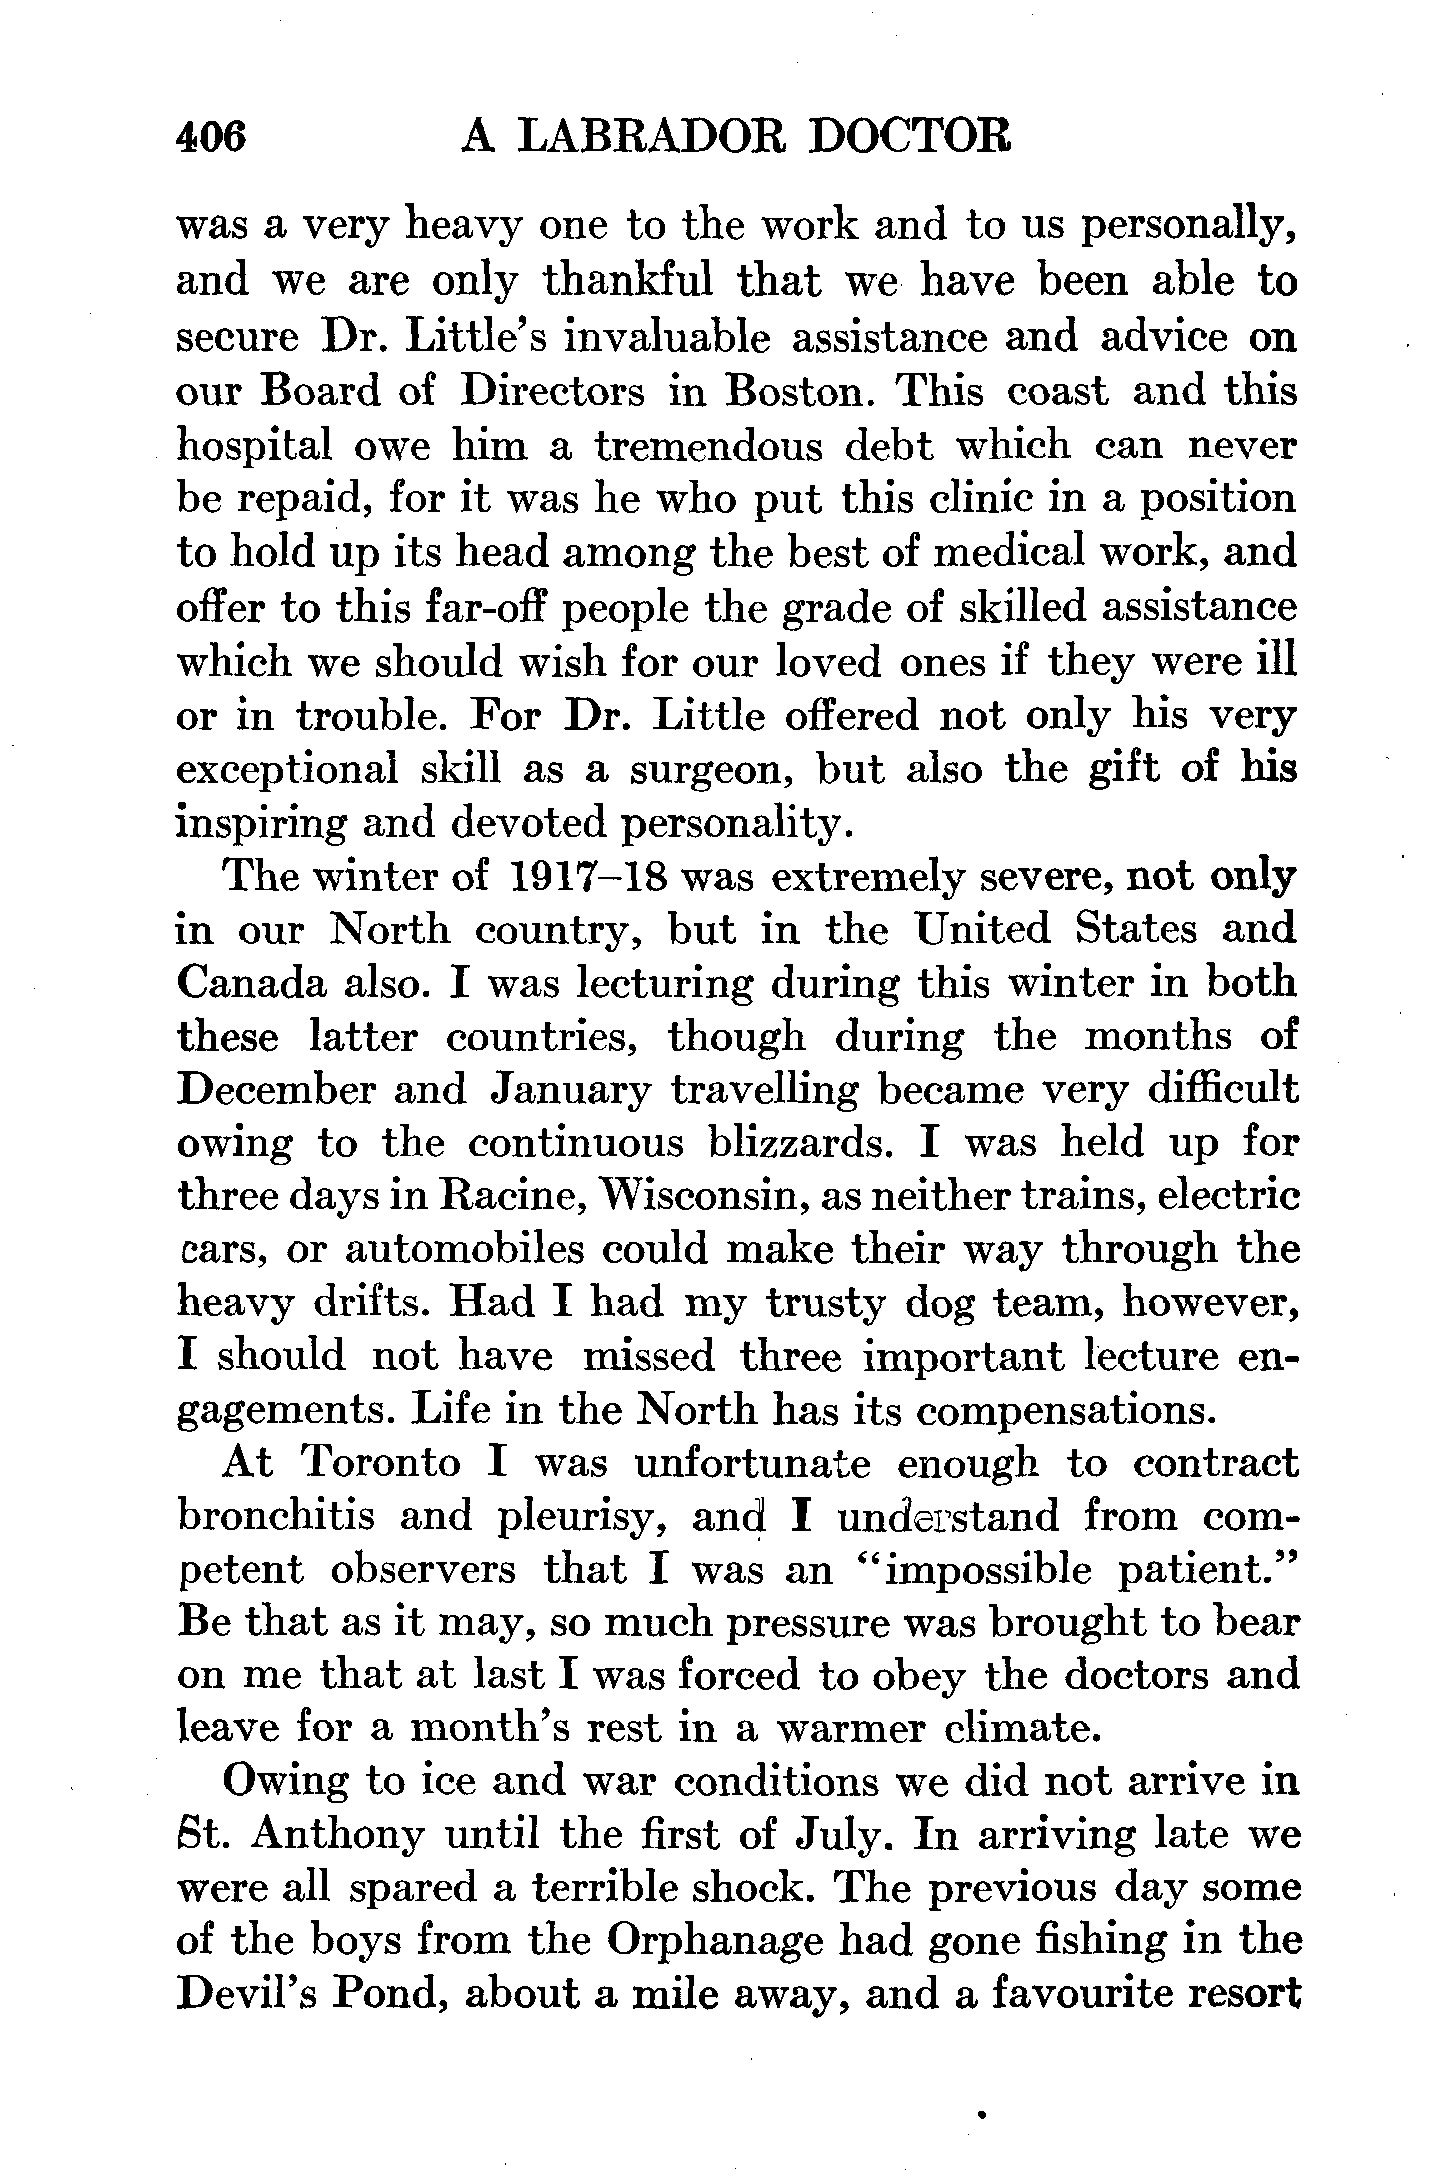 406 A LABRADOR DOCTOR
was a very heavy one to the work and to us personally,
and we are only thankful that we have been able to
secure Dr. Little's invaluable assistance and advice on
our Board of Directors in Boston. This coast and this
hospital owe him a tremendous debt which can never
be repaid, for it was he who put this clinic in a position
to hold up its head among the best of medical work, and
offer to this far-off people the grade of skilled assistance
which we should wish for our loved ones if they were ill
or in trouble. For Dr. Little offered not only his very
exceptional skill as a surgeon, but also the gift of his
inspiring and devoted personality.
The winter of 1917–18 was extremely severe, not only
in our North country, but in the United States and
Canada also. I was lecturing during this winter in both
these latter countries, though during the months of
December and January travelling became very difficult
owing to the continuous blizzards. I was held up for
three days in Racine, Wisconsin, as neither trains, electric
cars, or automobiles could make their way through the
heavy drifts. Had I had my trusty dog team, however,
I should not have missed three important lecture en-
gagements. Life in the North has its compensations.
At Toronto I was unfortunate enough to contract
bronchitis and pleurisy, and I understand from com-
petent observers that I was an "impossible patient."
Be that as it may, so much pressure was brought to bear
on me that at last I was forced to obey the doctors and
leave for a month's rest in a warmer climate.
Owing to ice and war conditions we did not arrive in
St. Anthony until the first of July. In arriving late we
were all spared a terrible shock. The previous day some
of the boys from the Orphanage had gone fishing in the
Devil's Pond, about a mile away, and a favourite resort